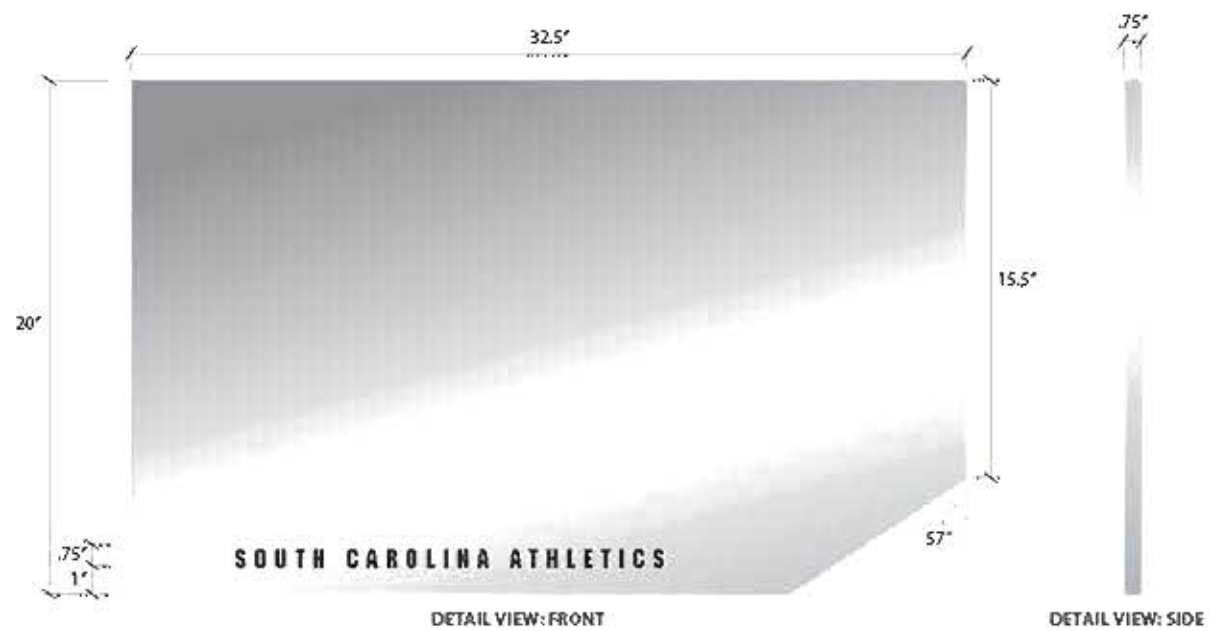 32.5"
.75"
20"
15.5"
57°
.75"
1"
SOUTH CAROLINA ATHLETICS
DETAIL VIEW: FRONT
DETAIL VIEW: SIDE